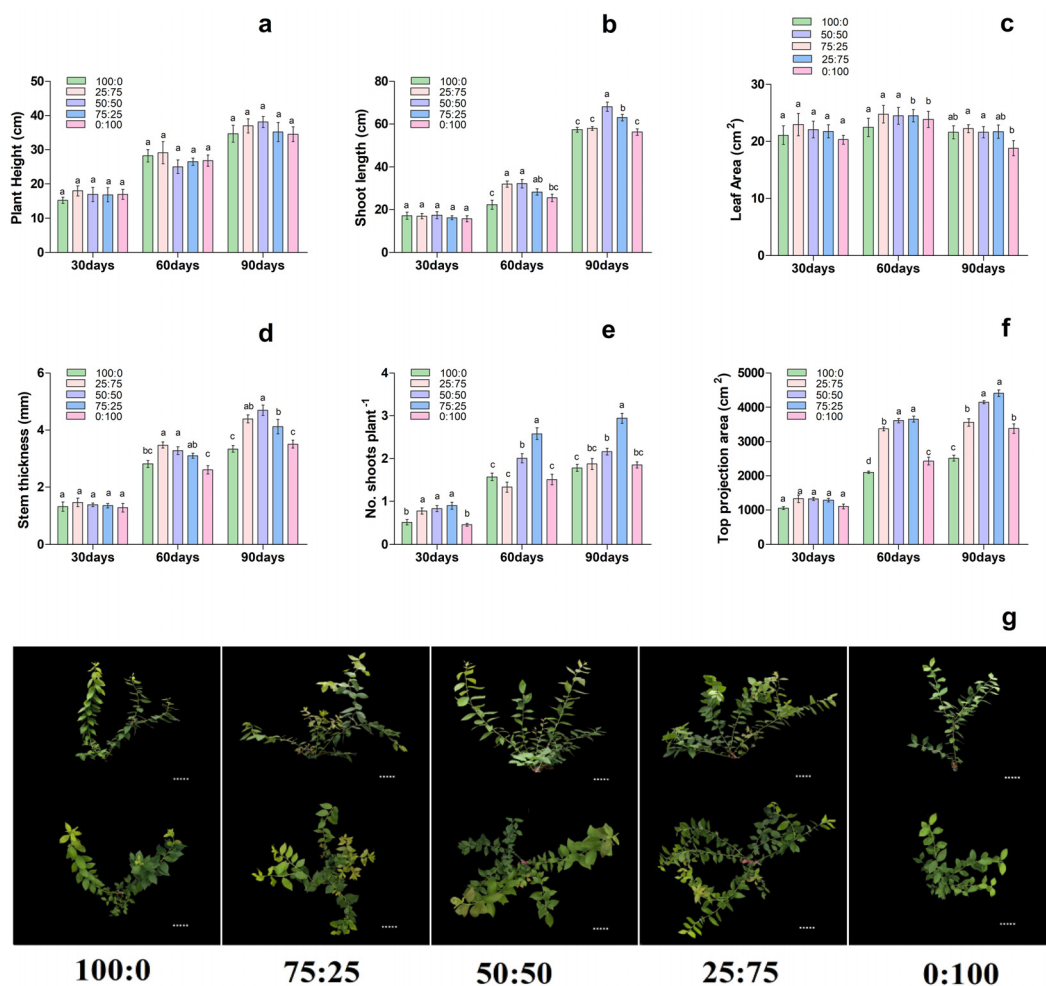 a
100:0
25:75
50:50
75:25
0:100
Plant Height (cm)
50
40
30
20
10
0
a a a a a
a a a a a
a a a a a
30days 60days 90days
b
100:0
25:75
50:50
75:25
0:100
Shoot length (cm)
80
60
40
20
0
a a a a a
c a a ab bc
c c a b c
30days 60days 90days
c
100:0
50:50
75:25
25:75
0:100
Leaf Area (cm2)
30
20
10
0
a a a a a
a a a b b
ab a a ab b
30days 60days 90days
d
100:0
25:75
50:50
75:25
0:100
Stem thickness (mm)
6
4
2
0
a a a a a
bc a a ab c
c ab a b c
30days 60days 90days
e
100:0
25:75
50:50
75:25
0:100
No. shoots plant-1
4
3
2
1
0
b a a a b
b b b a b
c bc b a bc
30days 60days 90days
f
100:0
25:75
50:50
75:25
0:100
Top projection area (cm2)
5000
4000
3000
2000
1000
0
a a a a a
d b a a c
c b a a b
30days 60days 90days
g
100:0 75:25 50:50 25:75 0:100